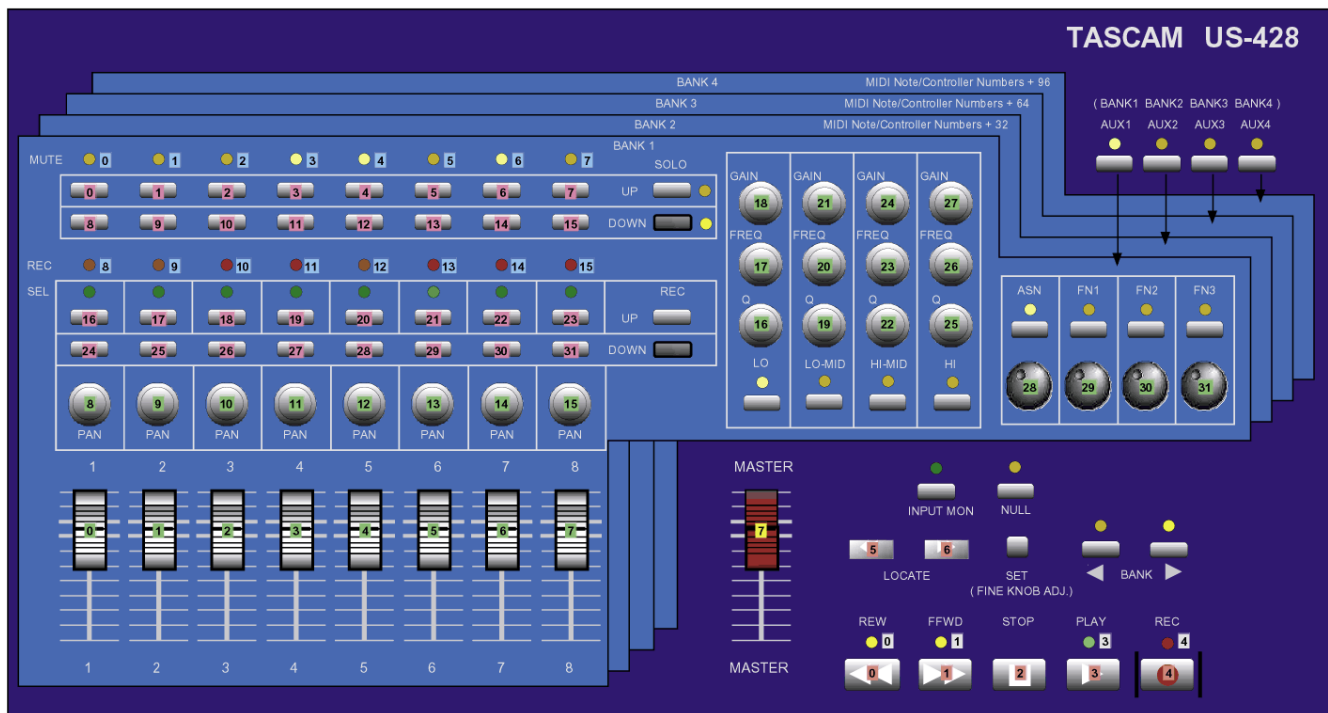 TASCAM US-428
BANK 4 MIDI Note/Controller Numbers + 96
BANK 3 MIDI Note/Controller Numbers + 64
BANK 2 MIDI Note/Controller Numbers + 32
BANK 1
( BANK1 BANK2 BANK3 BANK4 )
AUX1 AUX2 AUX3 AUX4
MUTE 0 1 2 3 4 5 6 7 SOLO
0 1 2 3 4 5 6 7 UP
8 9 10 11 12 13 14 15 DOWN
REC 8 9 10 11 12 13 14 15
SEL REC
16 17 18 19 20 21 22 23 UP
24 25 26 27 28 29 30 31 DOWN
8 9 10 11 12 13 14 15
PAN PAN PAN PAN PAN PAN PAN PAN
GAIN GAIN GAIN GAIN
18 21 24 27
FREQ FREQ FREQ FREQ
17 20 23 26
Q Q Q Q
16 19 22 25
LO LO-MID HI-MID HI
ASN FN1 FN2 FN3
28 29 30 31
1 2 3 4 5 6 7 8 MASTER
0 1 2 3 4 5 6 7 7
1 2 3 4 5 6 7 8 MASTER
INPUT MON NULL
5 6
LOCATE SET BANK
( FINE KNOB ADJ.)
REW FFWD STOP PLAY REC
0 1 3 4
0 1 2 3 4